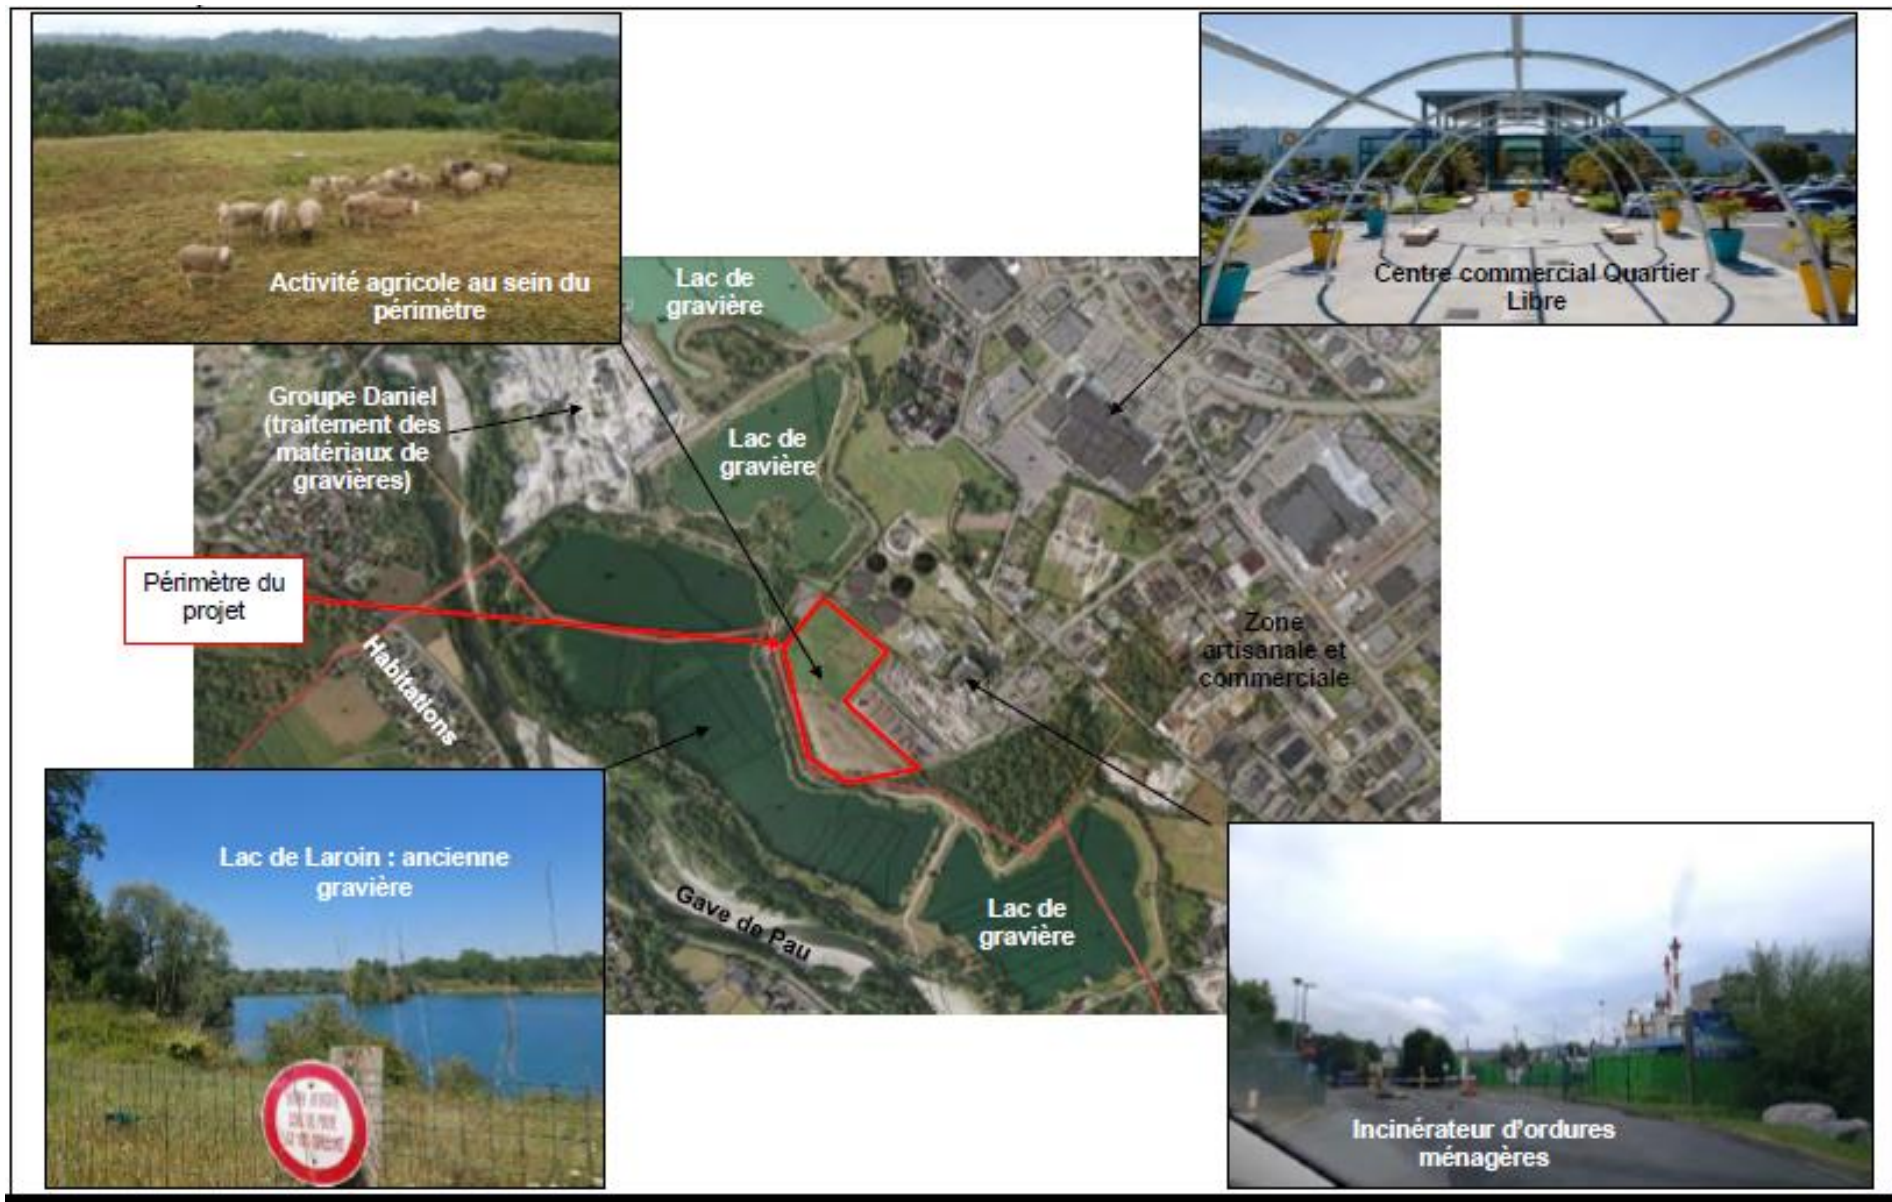 Activité agricole au sein du
périmètre
Centre commercial Quartier
Libre
Lac de
gravière
Groupe Daniel
(traitement des
matériaux de
gravières)
Lac de
gravière
Périmètre du
projet
Habitations
Zone
artisanale et
commerciale
Lac de Laroin : ancienne
gravière
Gave de Pau
Lac de
gravière
Incinérateur d'ordures
ménagères